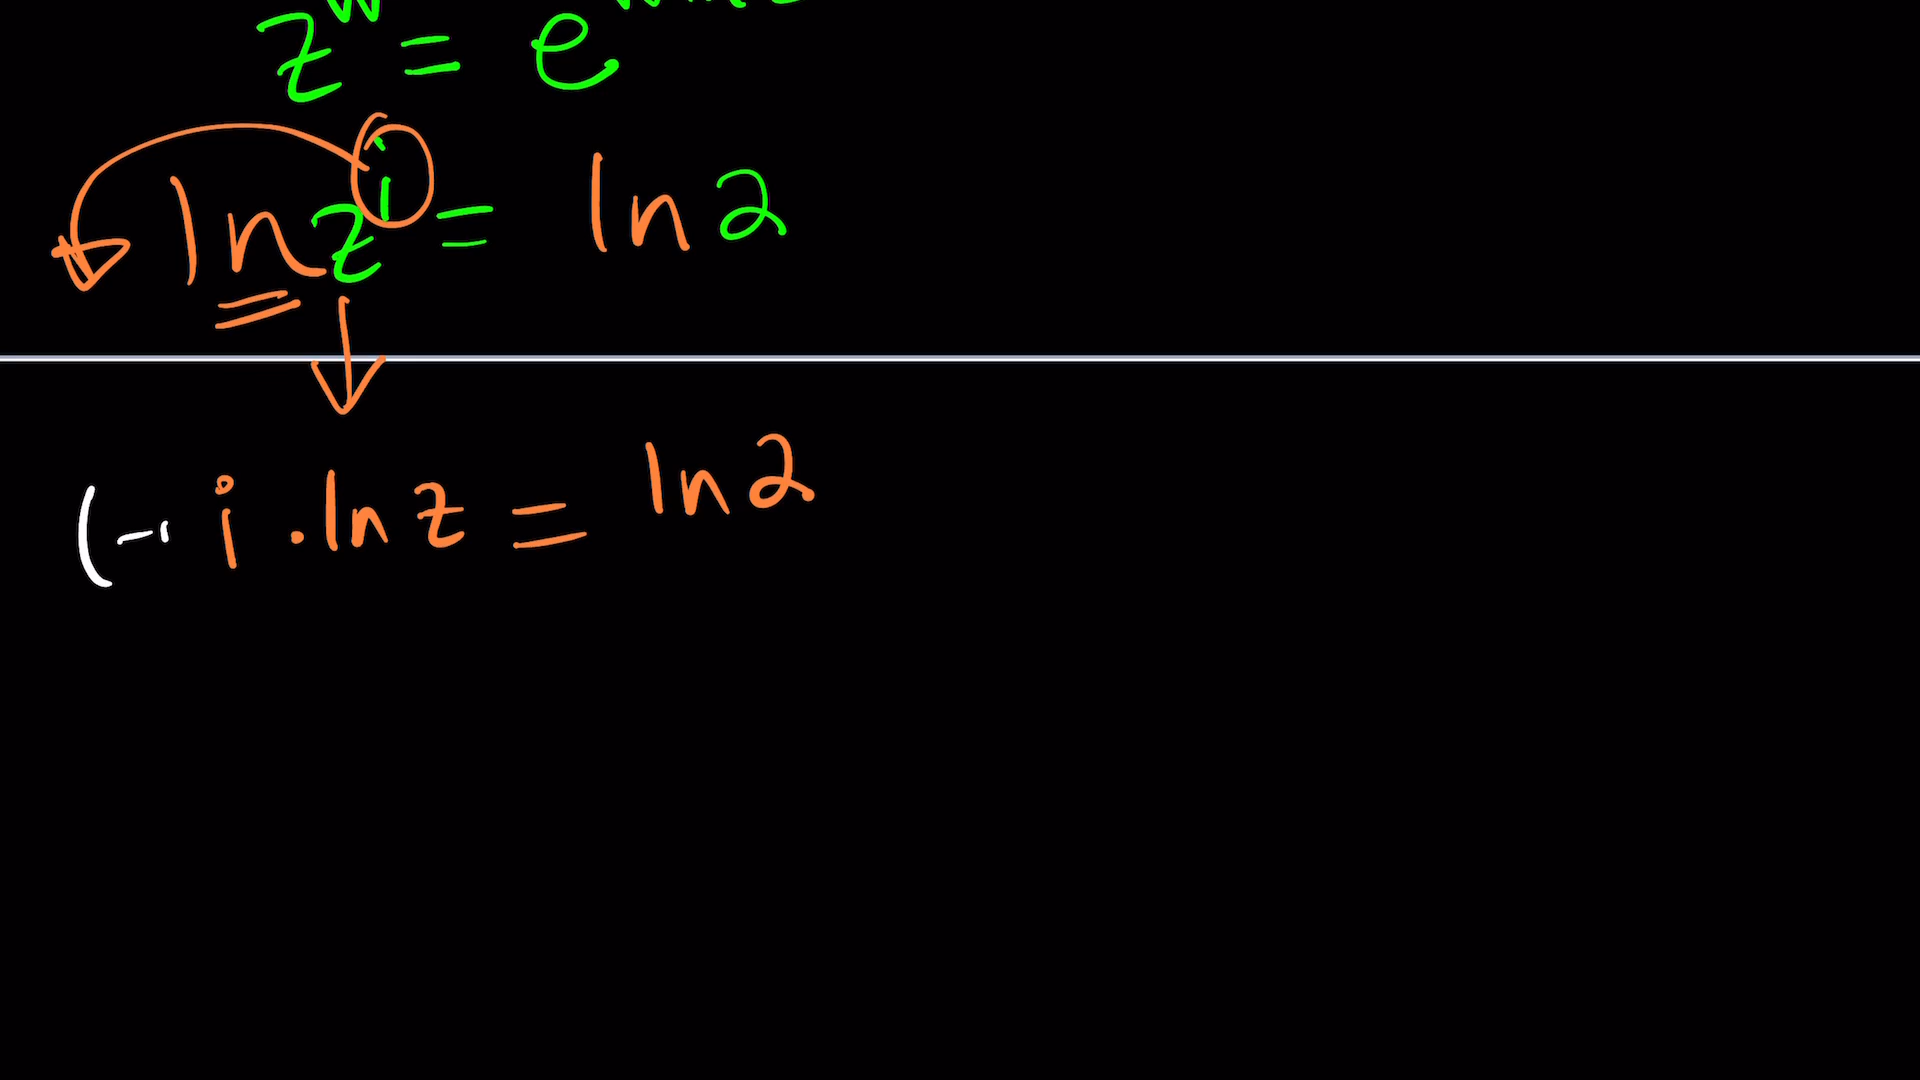 z^w = e
ln z^i = ln 2
(-i i . ln z = ln 2